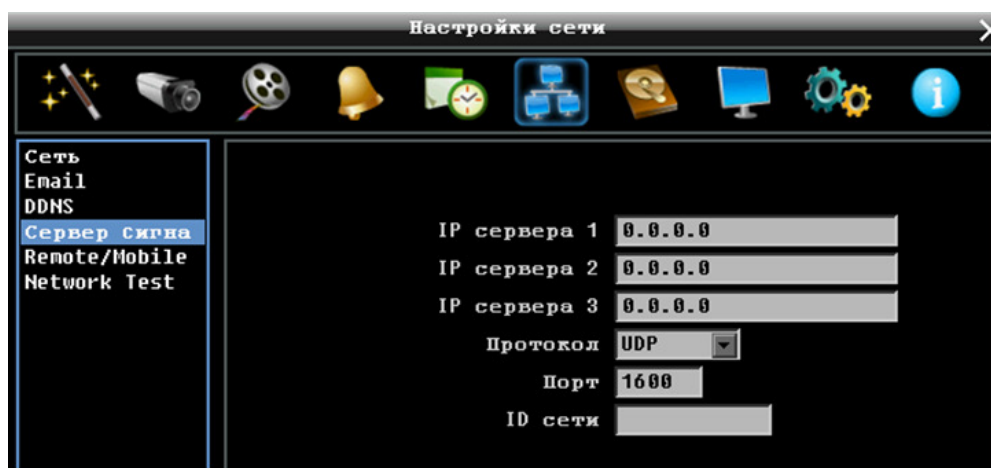 Настройки сети
Сеть
Email
DDNS
Сервер Сигна
Remote/Mobile
Network Test
IP сервера 1 0.0.0.0
IP сервера 2 0.0.0.0
IP сервера 3 0.0.0.0
Протокол UDP
Порт 1600
ID сети